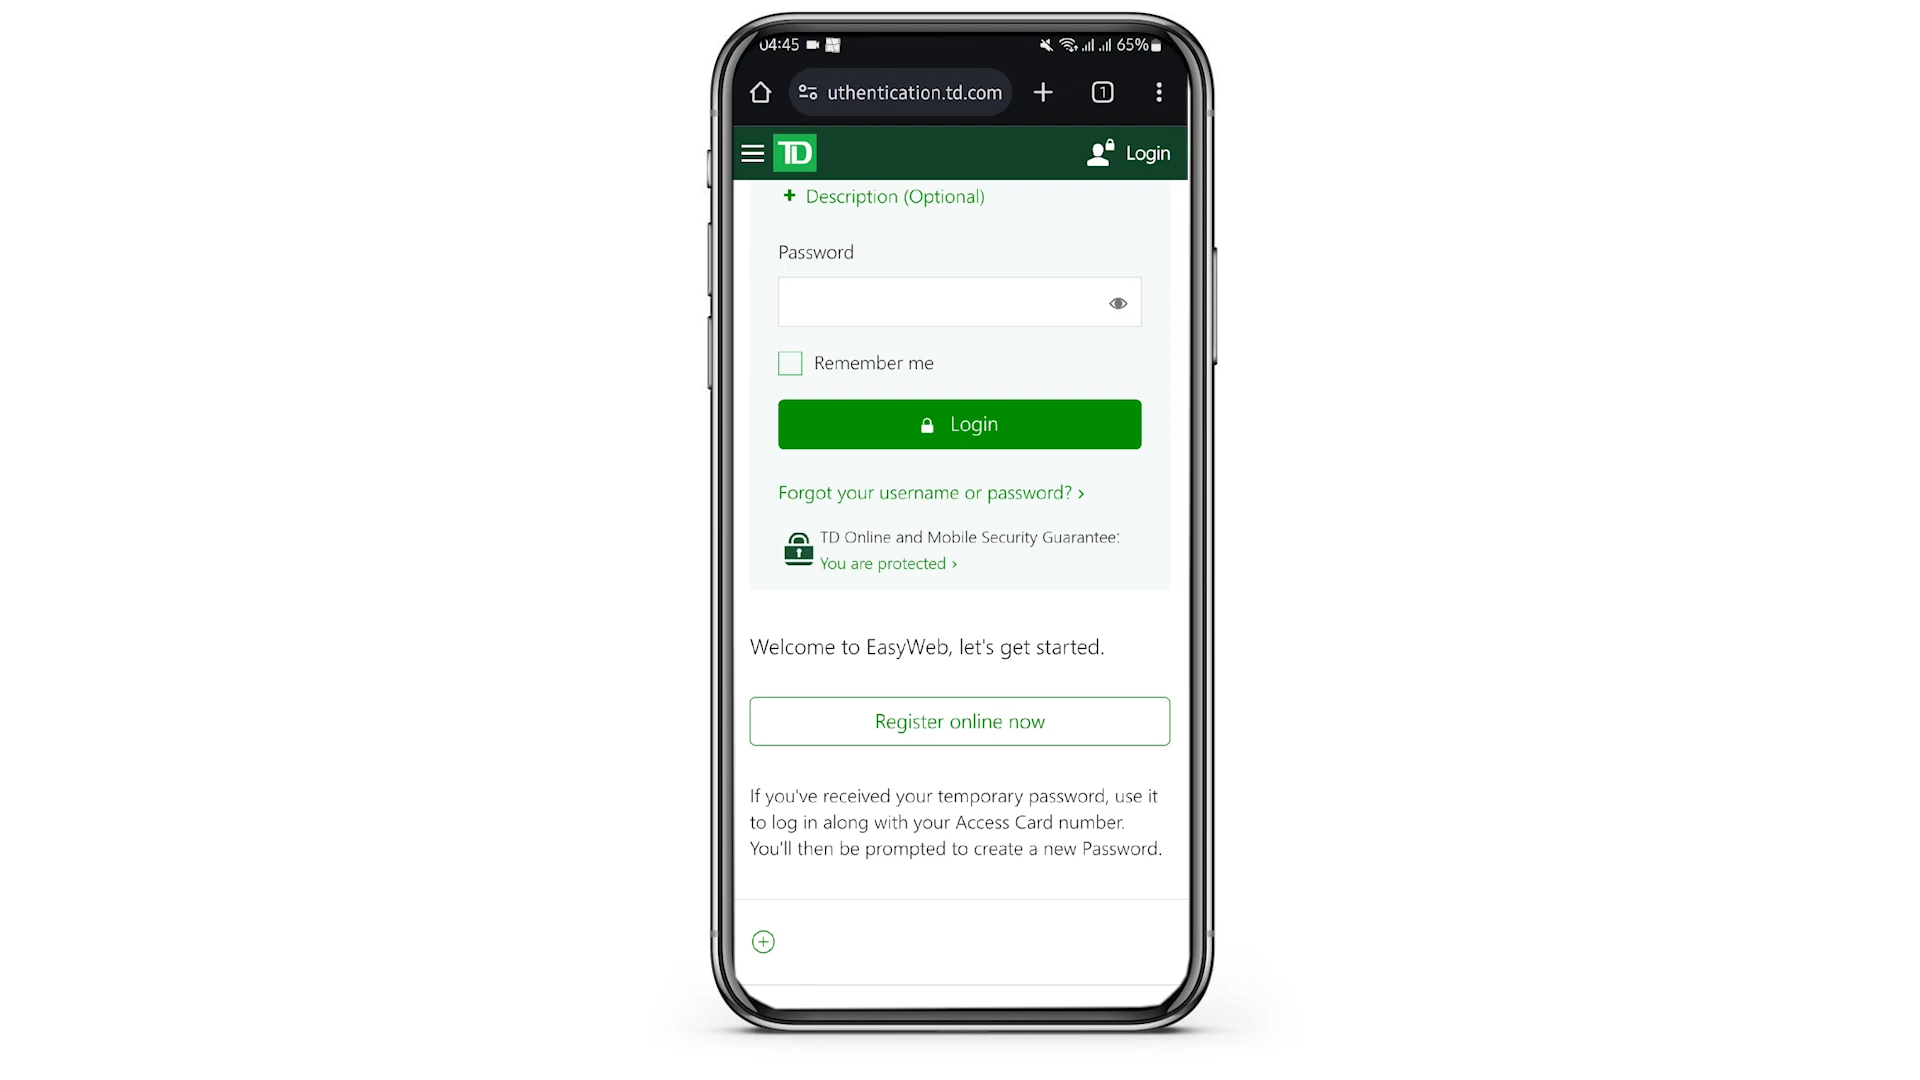 04:45 65%
uthentication.td.com 1
TD Login
+ Description (Optional)
Password
Remember me
Login
Forgot your username or password? ›
TD Online and Mobile Security Guarantee:
You are protected ›
Welcome to EasyWeb, let's get started.
Register online now
If you've received your temporary password, use it
to log in along with your Access Card number.
You'll then be prompted to create a new Password.